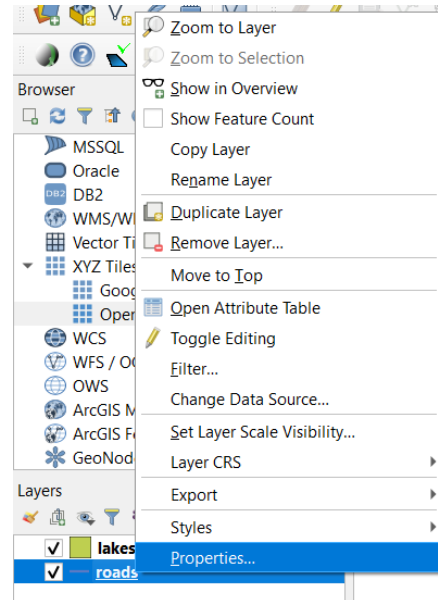 Browser
MSSQL
Oracle
DB2 DB2
WMS/W
Vector Ti
XYZ Tiles
Goog
Oper
WCS
WFS / O
OWS
ArcGIS M
ArcGIS F
GeoNod
Layers
lakes
roads
Zoom to Layer
Zoom to Selection
Show in Overview
Show Feature Count
Copy Layer
Rename Layer
Duplicate Layer
Remove Layer...
Move to Top
Open Attribute Table
Toggle Editing
Filter...
Change Data Source...
Set Layer Scale Visibility...
Layer CRS
Export
Styles
Properties...